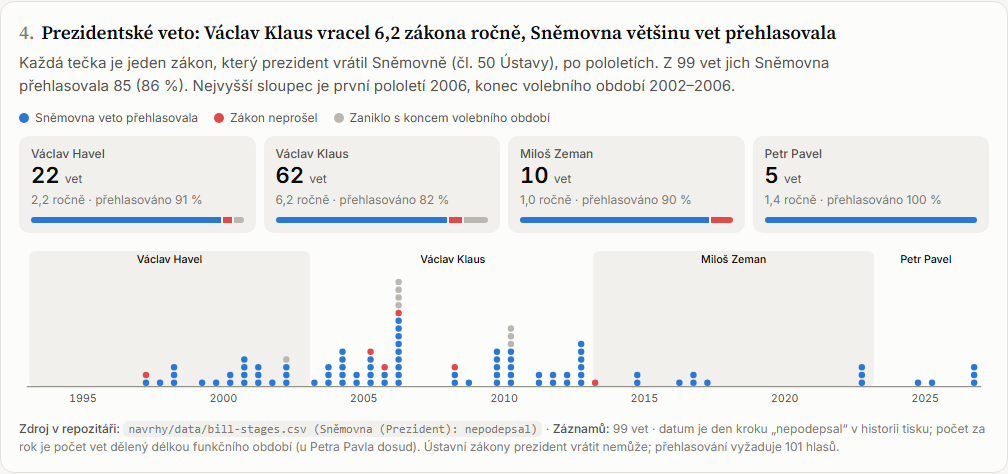 4. Prezidentské veto: Václav Klaus vracel 6,2 zákona ročně, Sněmovna většinu vet přehlasovala
Každá tečka je jeden zákon, který prezident vrátil Sněmovně (čl. 50 Ústavy), po pololetích. Z 99 vet jich Sněmovna
přehlasovala 85 (86 %). Nejvyšší sloupec je první pololetí 2006, konec volebního období 2002–2006.
Sněmovna veto přehlasovala Zákon neprošel Zaniklo s koncem volebního období
Václav Havel
22 vet
2,2 ročně · přehlasováno 91 %
Václav Klaus
62 vet
6,2 ročně · přehlasováno 82 %
Miloš Zeman
10 vet
1,0 ročně · přehlasováno 90 %
Petr Pavel
5 vet
1,4 ročně · přehlasováno 100 %
Václav Havel Václav Klaus Miloš Zeman Petr Pavel
1995 2000 2005 2010 2015 2020 2025
Zdroj v repozitáři: navrhy/data/bill-stages.csv (Sněmovna (Prezident): nepodepsal) · Záznamů: 99 vet · datum je den kroku „nepodepsal“ v historii tisku; počet za
rok je počet vet dělený délkou funkčního období (u Petra Pavla dosud). Ústavní zákony prezident vrátit nemůže; přehlasování vyžaduje 101 hlasů.